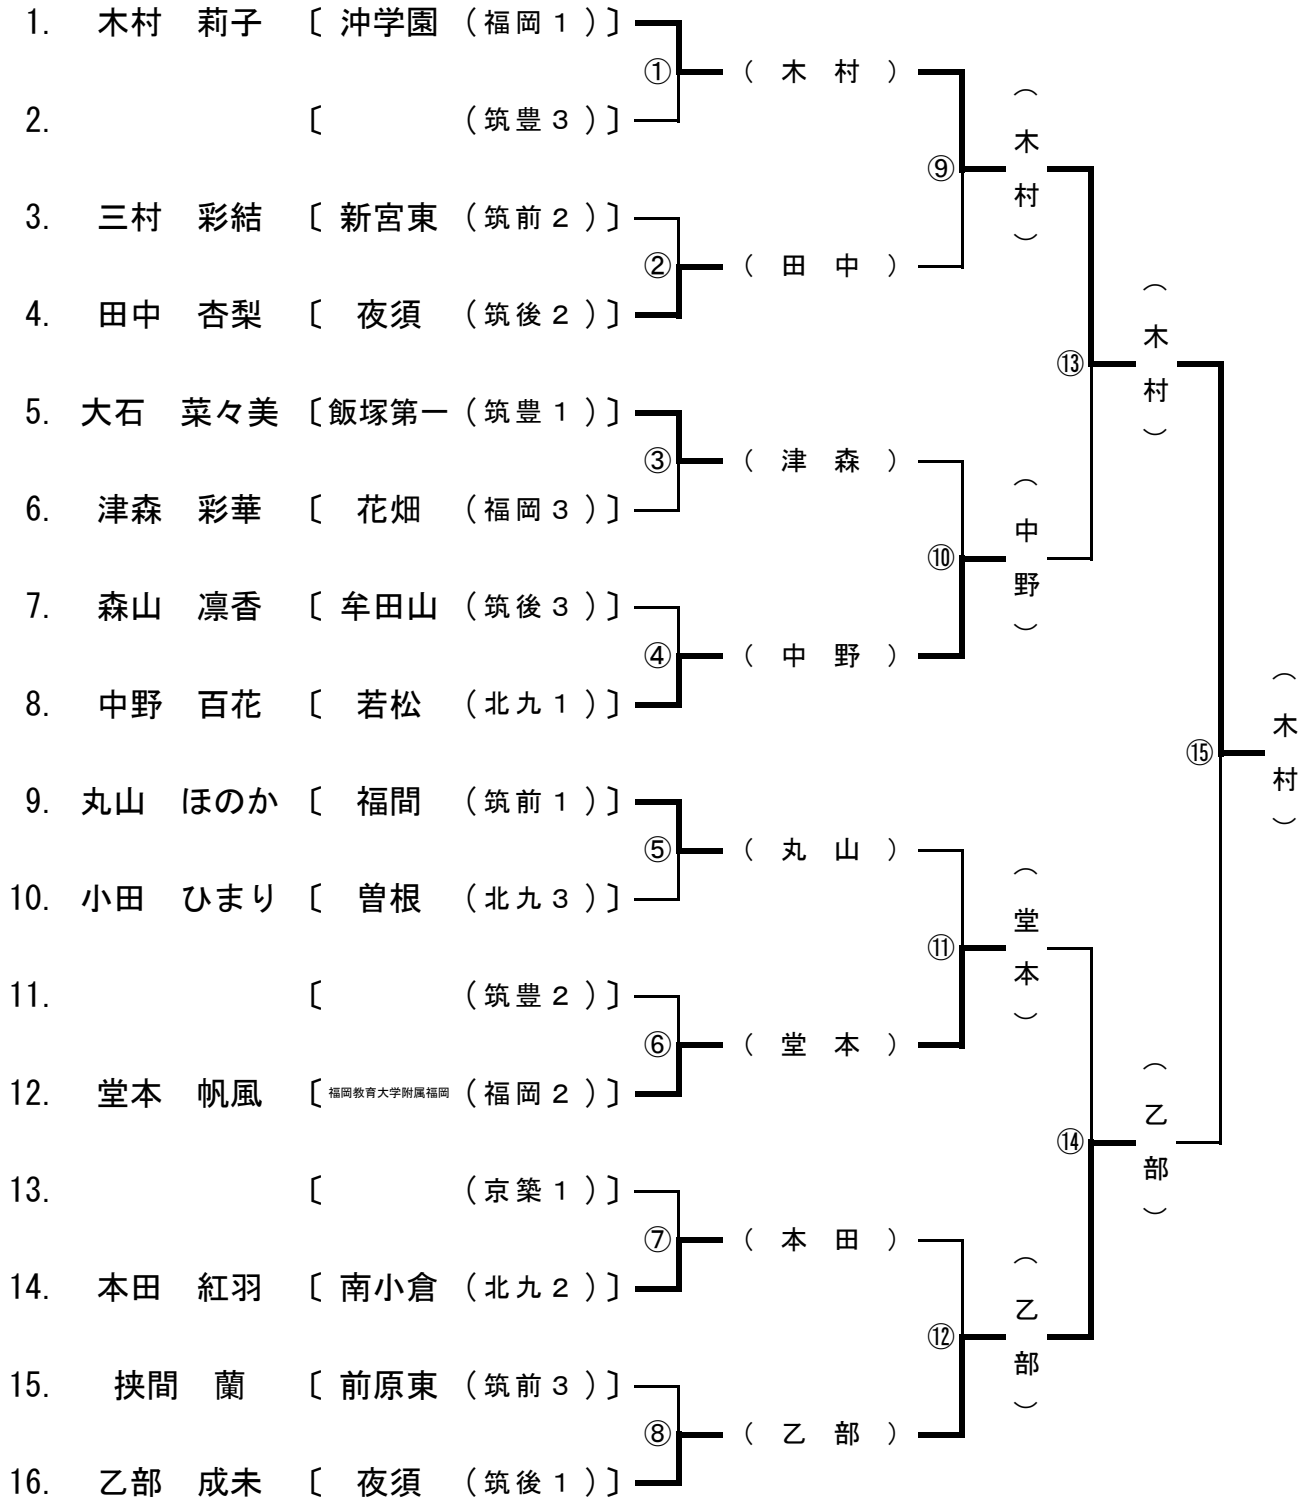 1. 木村 莉子 〔 沖学園 （福岡１）〕
① （ 木 村 ）
2. 〔 （筑豊３）〕
⑨ （木村）
3. 三村 彩結 〔 新宮東 （筑前２）〕
② （ 田 中 ）
4. 田中 杏梨 〔 夜須 （筑後２）〕
⑬ （木村）
5. 大石 菜々美 〔飯塚第一（筑豊１）〕
③ （ 津 森 ）
6. 津森 彩華 〔 花畑 （福岡３）〕
⑩ （中野）
7. 森山 凛香 〔 牟田山 （筑後３）〕
④ （ 中 野 ）
8. 中野 百花 〔 若松 （北九１）〕
⑮ （木村）
9. 丸山 ほのか 〔 福間 （筑前１）〕
⑤ （ 丸 山 ）
10. 小田 ひまり 〔 曽根 （北九３）〕
⑪ （堂本）
11. 〔 （筑豊２）〕
⑥ （ 堂 本 ）
12. 堂本 帆風 〔福岡教育大学附属福岡（福岡２）〕
⑭ （乙部）
13. 〔 （京築１）〕
⑦ （ 本 田 ）
14. 本田 紅羽 〔 南小倉 （北九２）〕
⑫ （乙部）
15. 挟間 蘭 〔 前原東 （筑前３）〕
⑧ （ 乙 部 ）
16. 乙部 成未 〔 夜須 （筑後１）〕